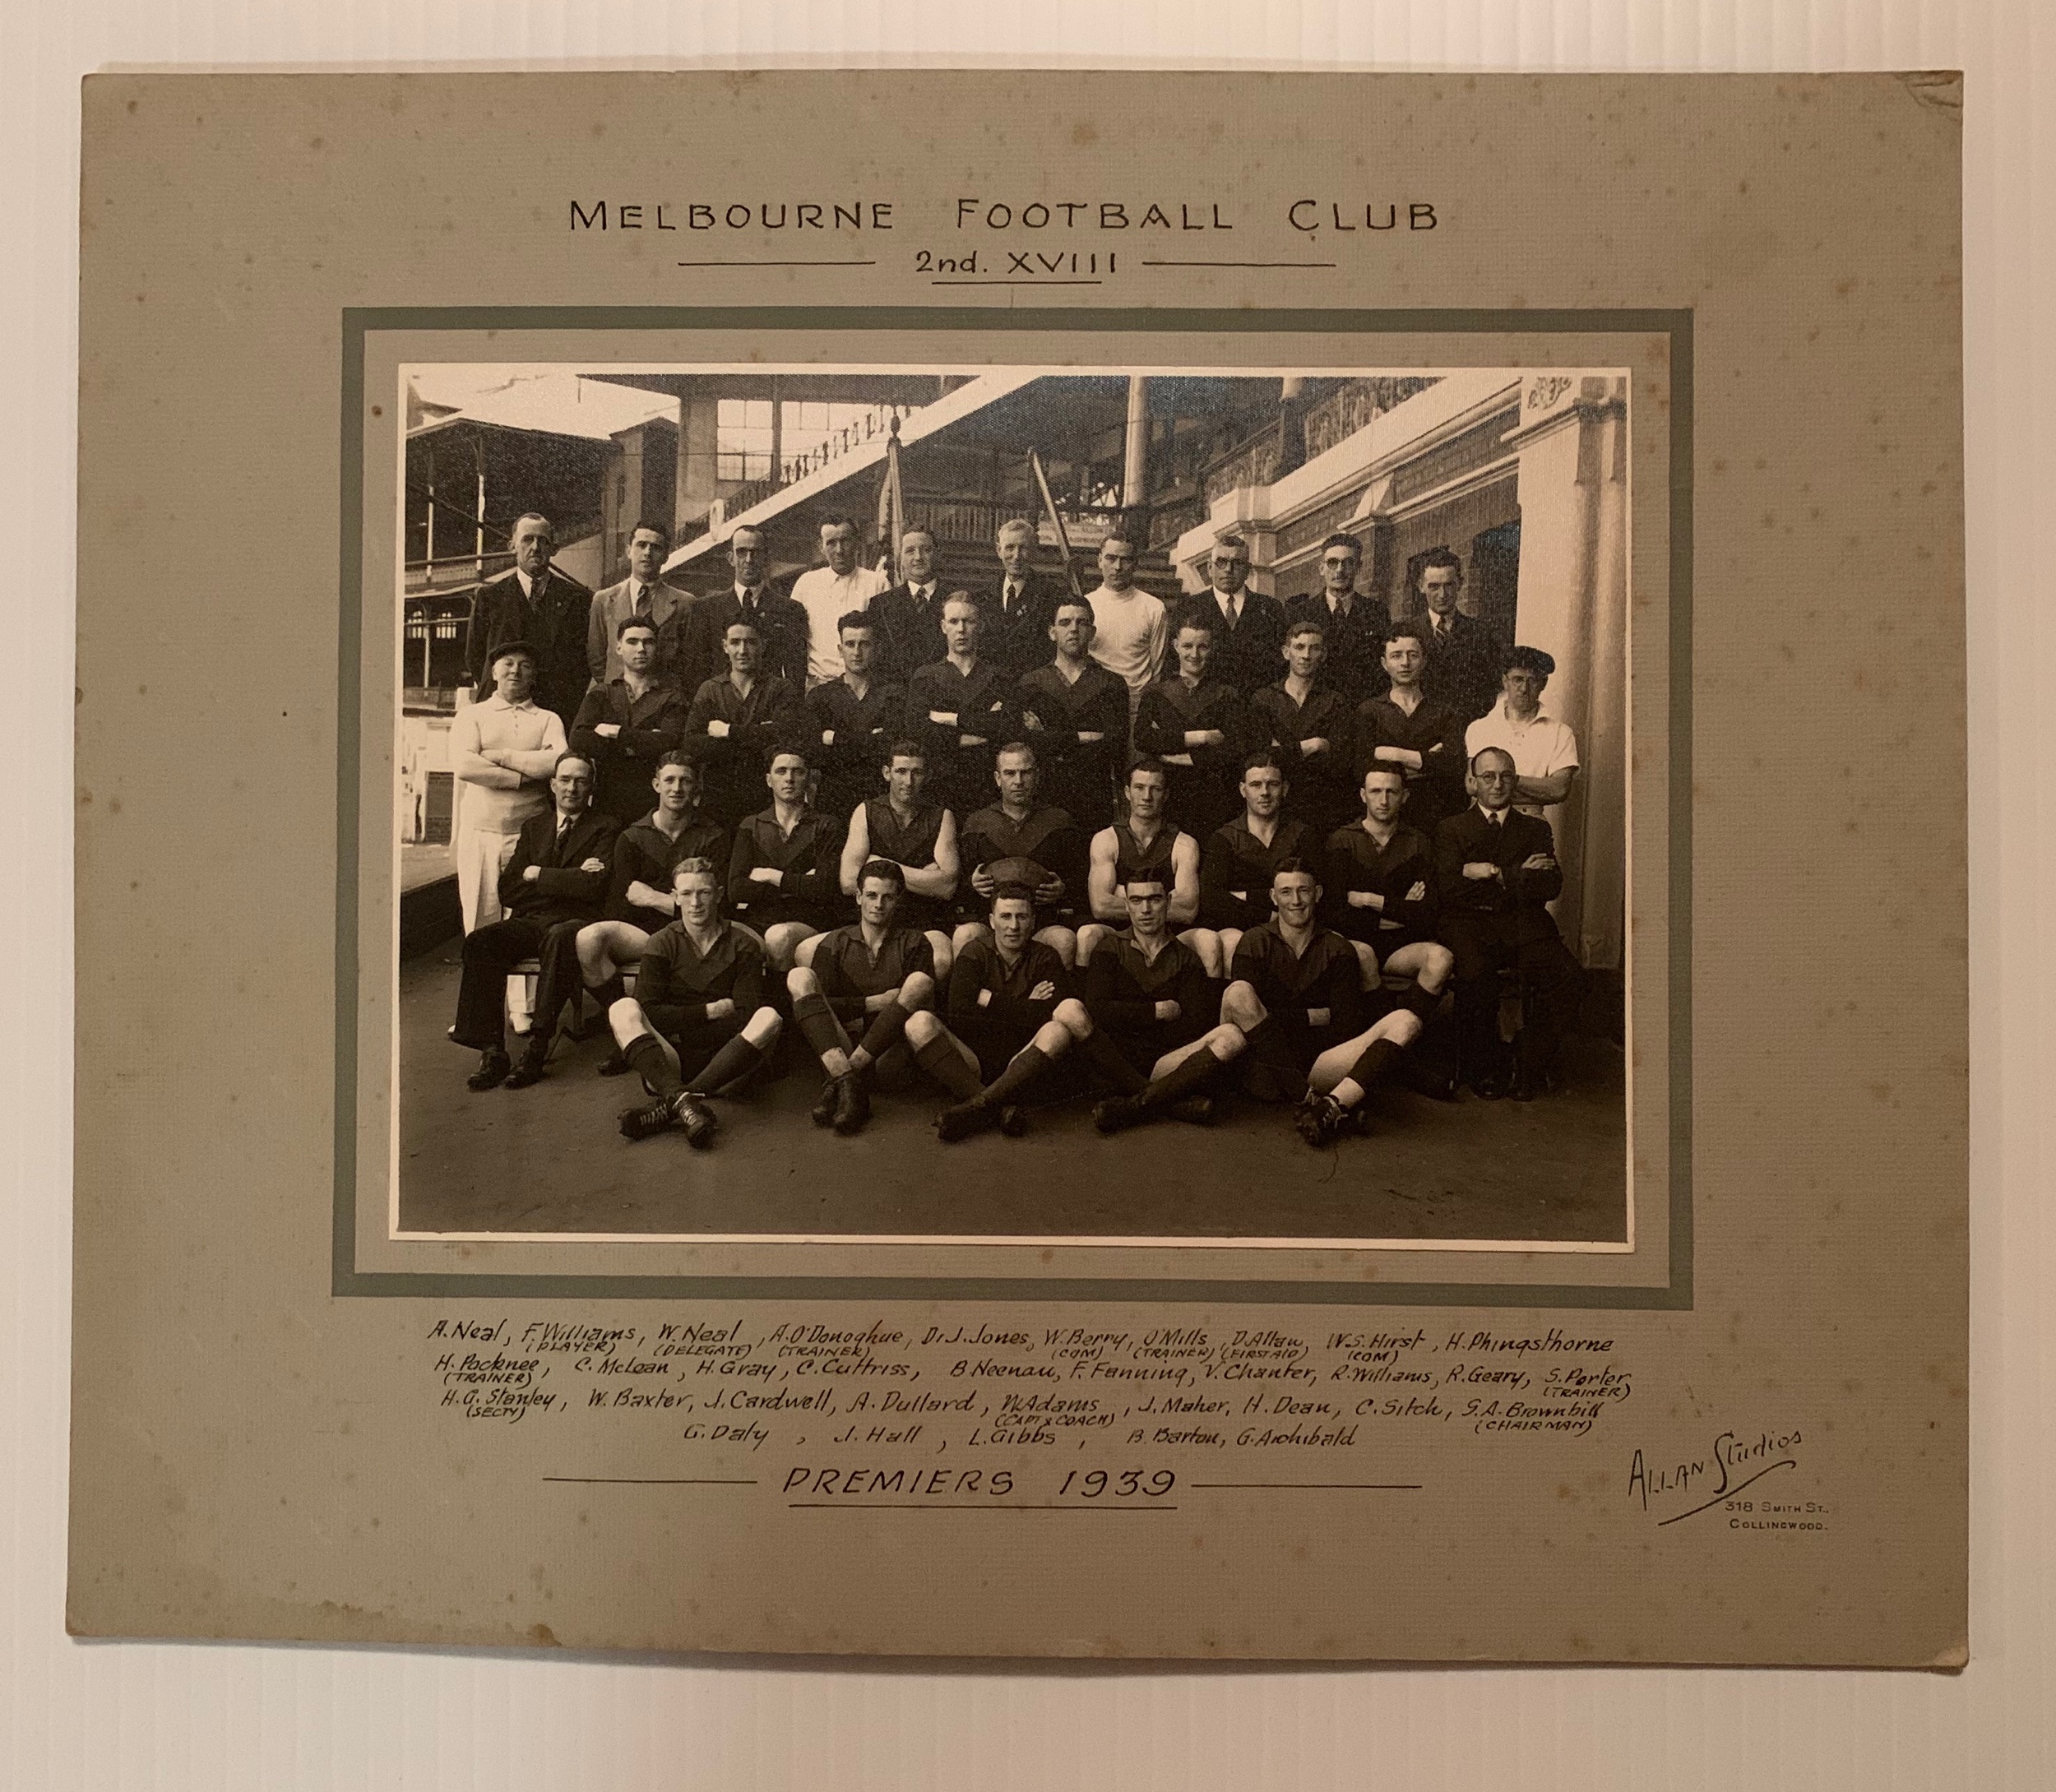 MELBOURNE FOOTBALL CLUB
2nd. XVIII
A. Neal, F. Williams, W. Neal, A. O'Donoghue, Dr. J. Jones, W. Berry, O'Mills, D. Allan, W. S. Hirst, H. Phingsthorne
(PLAYER) (DELEGATE) (TRAINER) (COM) (TRAINER) (FIRST AID) (COM)
H. Pocknee, C. McLean, H. Gray, C. Cuttriss, B Neenan, F. Fanning, V. Chanter, R. Williams, R. Geary, S. Porter
(TRAINER) (TRAINER)
H. G. Stanley, W. Baxter, J. Cardwell, A. Dullard, Adams, J. Maher, H. Dean, C. Sitch, S. A. Brownbill
(SECTY) (CAPT & COACH) (CHAIRMAN)
G. Daly, J. Hall, L. Gibbs, B. Barton, G. Archibald
PREMIERS 1939
ALLAN Studios
318 SMITH ST.
COLLINGWOOD.